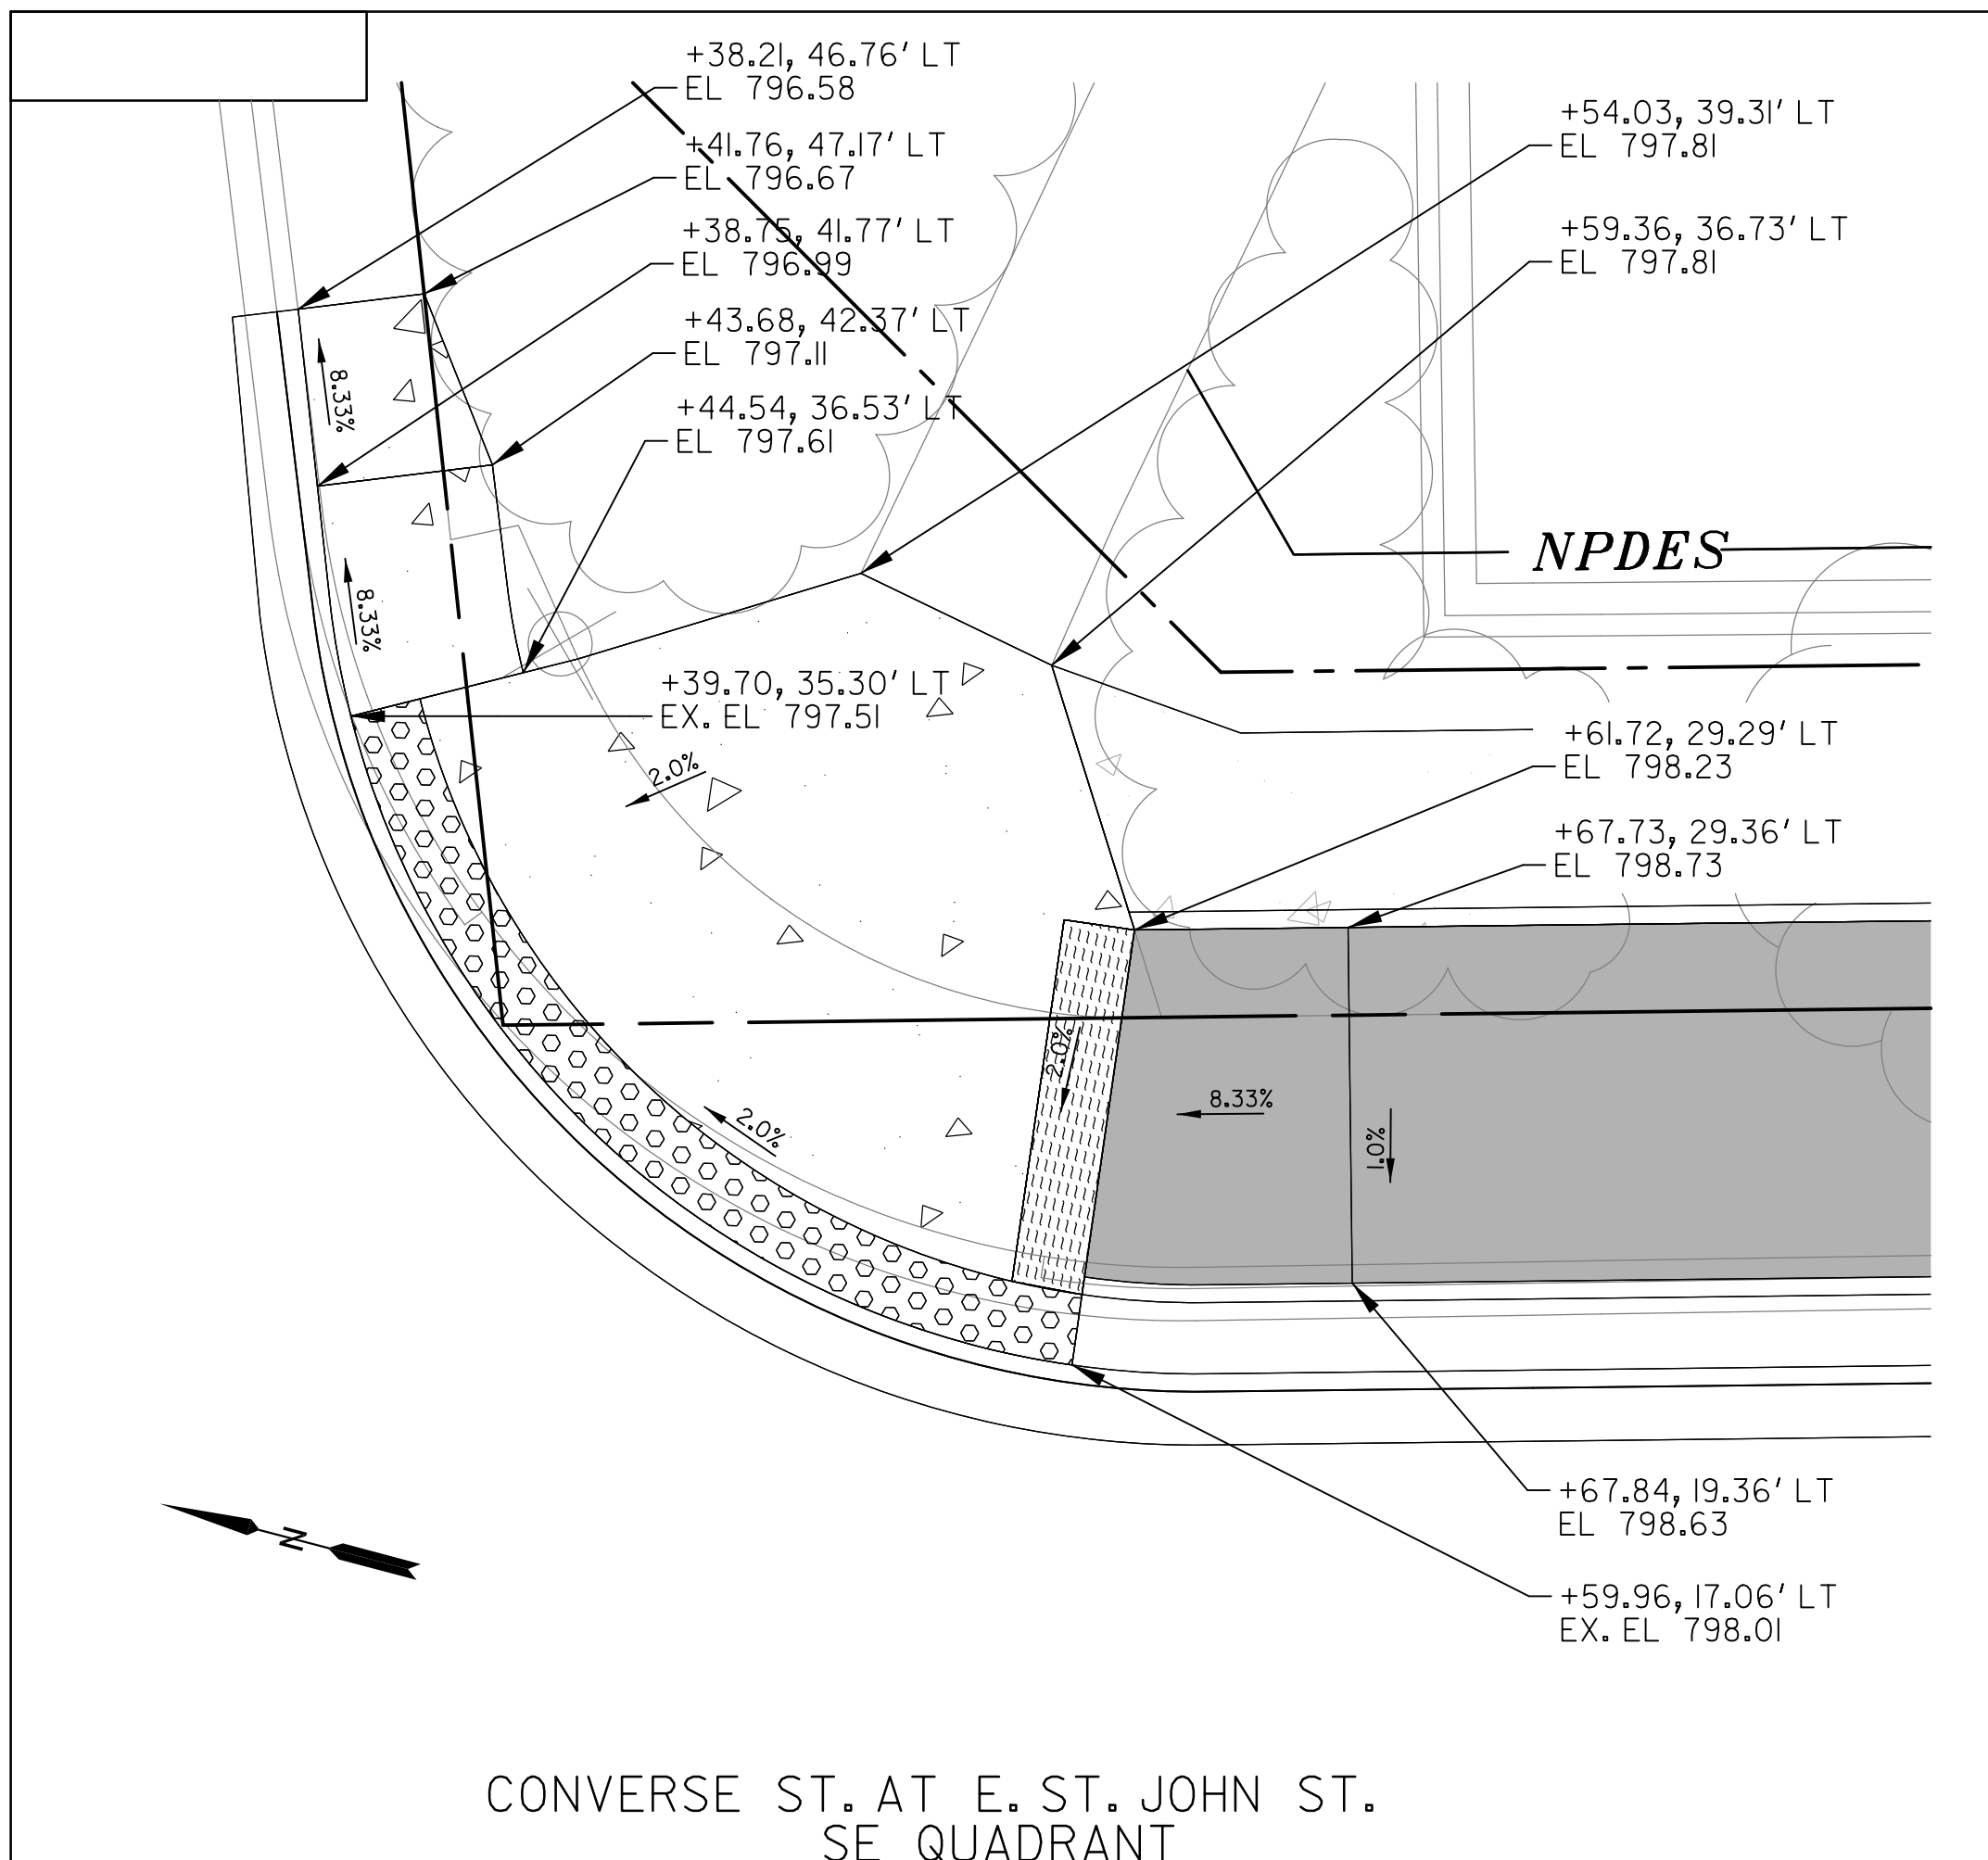 +38.21, 46.76' LT
EL 796.58
+41.76, 47.17' LT
EL 796.67
+38.75, 41.77' LT
EL 796.99
+43.68, 42.37' LT
EL 797.11
+44.54, 36.53' LT
EL 797.61
+54.03, 39.31' LT
EL 797.81
+59.36, 36.73' LT
EL 797.81
8.33%
8.33%
NPDES
+39.70, 35.30' LT
EX. EL 797.51
2.0%
+61.72, 29.29' LT
EL 798.23
+67.73, 29.36' LT
EL 798.73
2.0%
8.33%
2.0%
1.0%
+67.84, 19.36' LT
EL 798.63
N
+59.96, 17.06' LT
EX. EL 798.01
CONVERSE ST. AT E. ST. JOHN ST.
SE QUADRANT